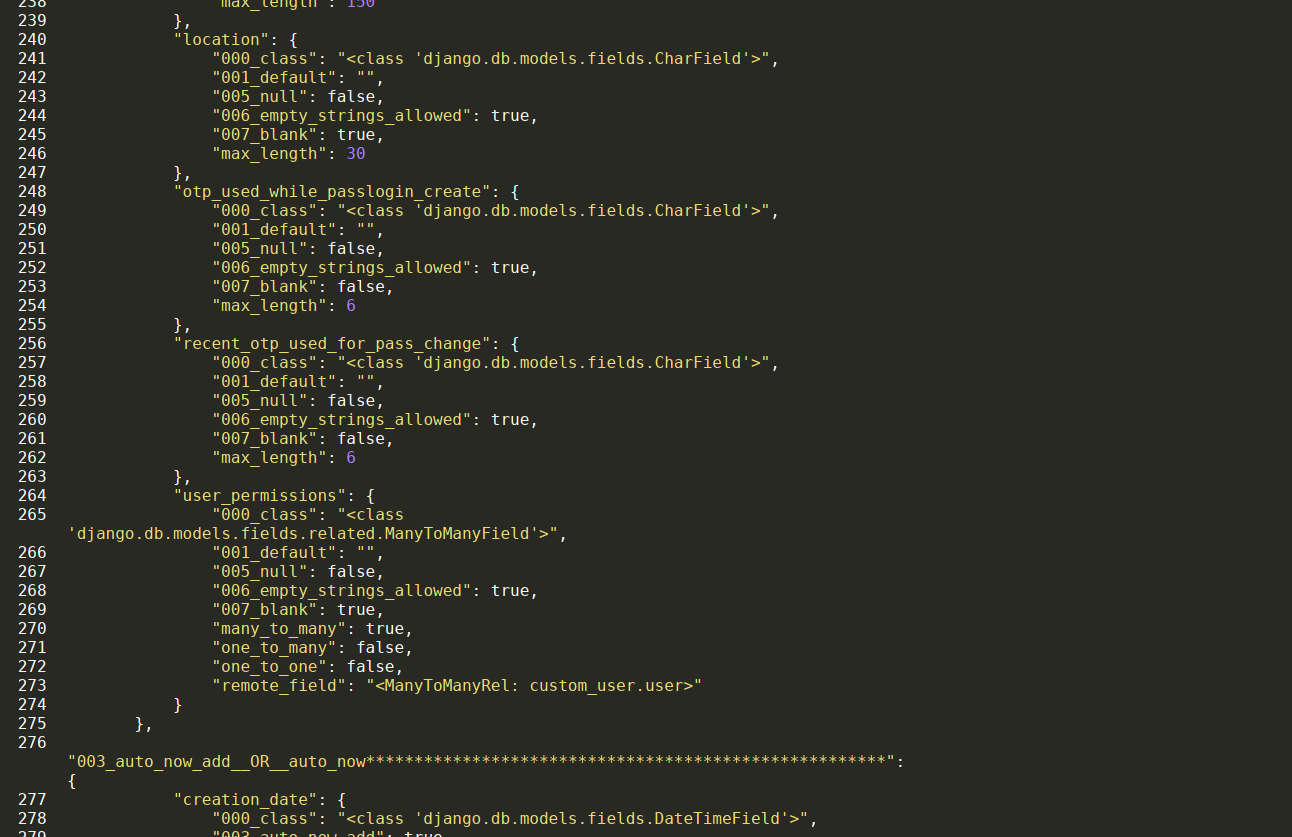 238 "max_length": 150
239 },
240 "location": {
241 "000_class": "<class 'django.db.models.fields.CharField'>",
242 "001_default": "",
243 "005_null": false,
244 "006_empty_strings_allowed": true,
245 "007_blank": true,
246 "max_length": 30
247 },
248 "otp_used_while_passlogin_create": {
249 "000_class": "<class 'django.db.models.fields.CharField'>",
250 "001_default": "",
251 "005_null": false,
252 "006_empty_strings_allowed": true,
253 "007_blank": false,
254 "max_length": 6
255 },
256 "recent_otp_used_for_pass_change": {
257 "000_class": "<class 'django.db.models.fields.CharField'>",
258 "001_default": "",
259 "005_null": false,
260 "006_empty_strings_allowed": true,
261 "007_blank": false,
262 "max_length": 6
263 },
264 "user_permissions": {
265 "000_class": "<class
'django.db.models.fields.related.ManyToManyField'>",
266 "001_default": "",
267 "005_null": false,
268 "006_empty_strings_allowed": true,
269 "007_blank": true,
270 "many_to_many": true,
271 "one_to_many": false,
272 "one_to_one": false,
273 "remote_field": "<ManyToManyRel: custom_user.user>"
274 }
275 },
276
"003_auto_now_add__OR__auto_now******************************************************":
{
277 "creation_date": {
278 "000_class": "<class 'django.db.models.fields.DateTimeField'>",
279 "003_auto_now_add": true